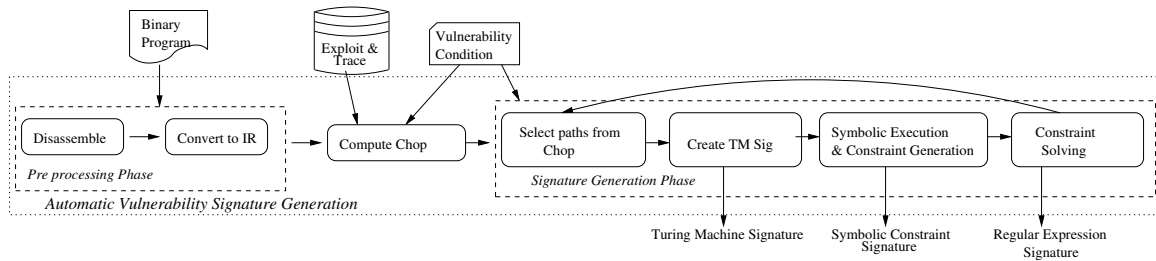 Binary
Program
Exploit &
Trace
Vulnerability
Condition
Disassemble
Convert to IR
Pre processing Phase
Compute Chop
Select paths from
Chop
Create TM Sig
Symbolic Execution
& Constraint Generation
Constraint
Solving
Signature Generation Phase
Automatic Vulnerability Signature Generation
Turing Machine Signature
Symbolic Constraint
Signature
Regular Expression
Signature